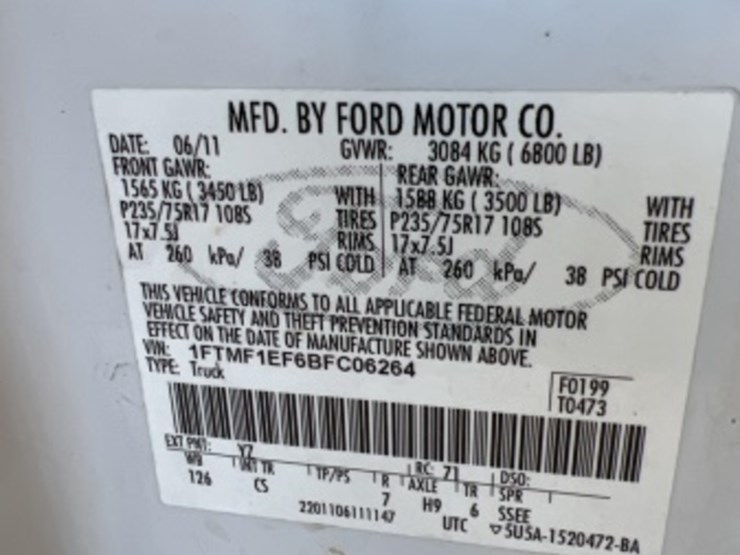 MFD. BY FORD MOTOR CO.
DATE: 06/11 GVWR: 3084 KG ( 6800 LB)
FRONT GAWR: REAR GAWR:
1565 KG ( 3450 LB) WITH 1588 KG ( 3500 LB) WITH
P235/75R17 108S TIRES P235/75R17 108S TIRES
17x7.5J RIMS 17x7.5J RIMS
AT 260 kPa/ 38 PSI COLD AT 260 kPa/ 38 PSI COLD
Ford
THIS VEHICLE CONFORMS TO ALL APPLICABLE FEDERAL MOTOR
VEHICLE SAFETY AND THEFT PREVENTION STANDARDS IN
EFFECT ON THE DATE OF MANUFACTURE SHOWN ABOVE.
VIN: 1FTMF1EF6BFC06264
TYPE: Truck
F0199
T0473
EXT PNT: YZ RC: 71 DSO:
WB INT TR TP/PS R AXLE TR SPR
126 CS 7 H9 6 SSEE
2201106111147 UTC ▽5U5A-1520472-BA